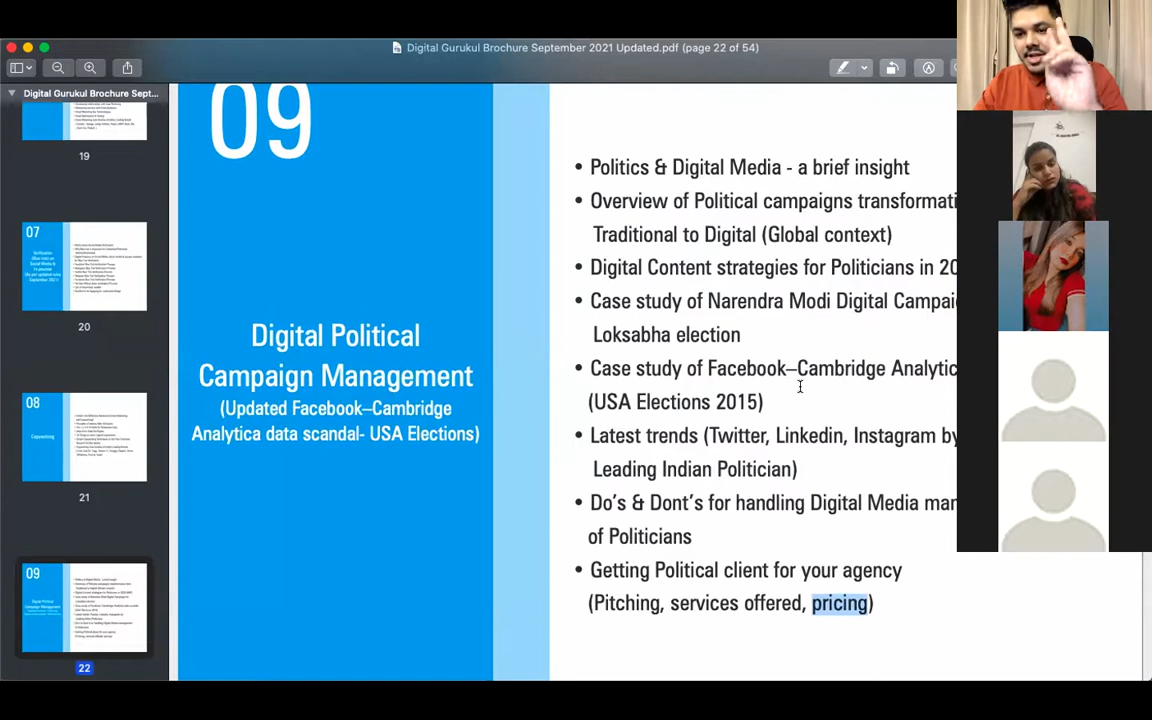 Digital Gurukul Brochure September 2021 Updated.pdf (page 22 of 54)
Digital Gurukul Brochure Sept...
19
07
20
08
Copywriting
21
09
22
09
Digital Political
Campaign Management
(Updated Facebook–Cambridge
Analytica data scandal- USA Elections)
• Politics & Digital Media - a brief insight
• Overview of Political campaigns transformati
Traditional to Digital (Global context)
• Digital Content strategies for Politicians in 20
• Case study of Narendra Modi Digital Campai
Loksabha election
• Case study of Facebook–Cambridge Analytic
(USA Elections 2015)
• Latest trends (Twitter, Linkedin, Instagram by
Leading Indian Politician)
• Do's & Dont's for handling Digital Media man
of Politicians
• Getting Political client for your agency
(Pitching, services offered, pricing)